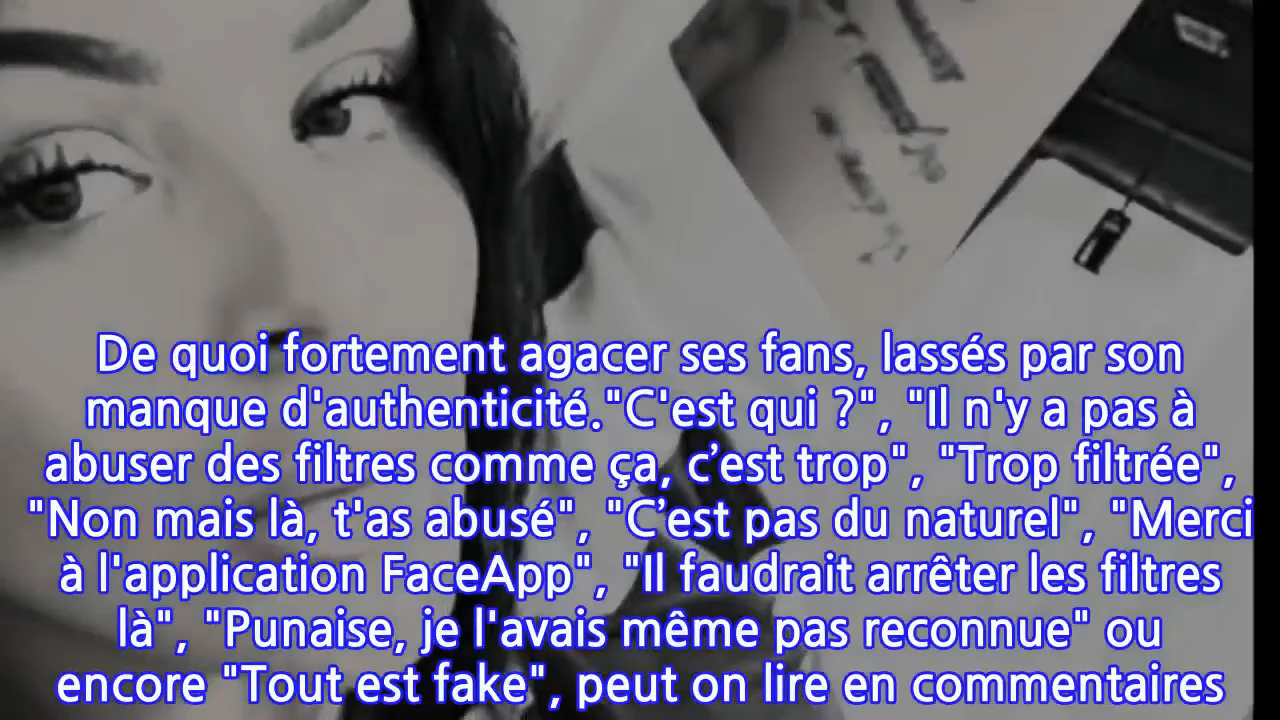 De quoi fortement agacer ses fans, lassés par son
manque d'authenticité."C'est qui ?", "Il n'y a pas à
abuser des filtres comme ça, c’est trop", "Trop filtrée",
"Non mais là, t'as abusé", "C’est pas du naturel", "Merci
à l'application FaceApp", "Il faudrait arrêter les filtres
là", "Punaise, je l'avais même pas reconnue" ou
encore "Tout est fake", peut on lire en commentaires